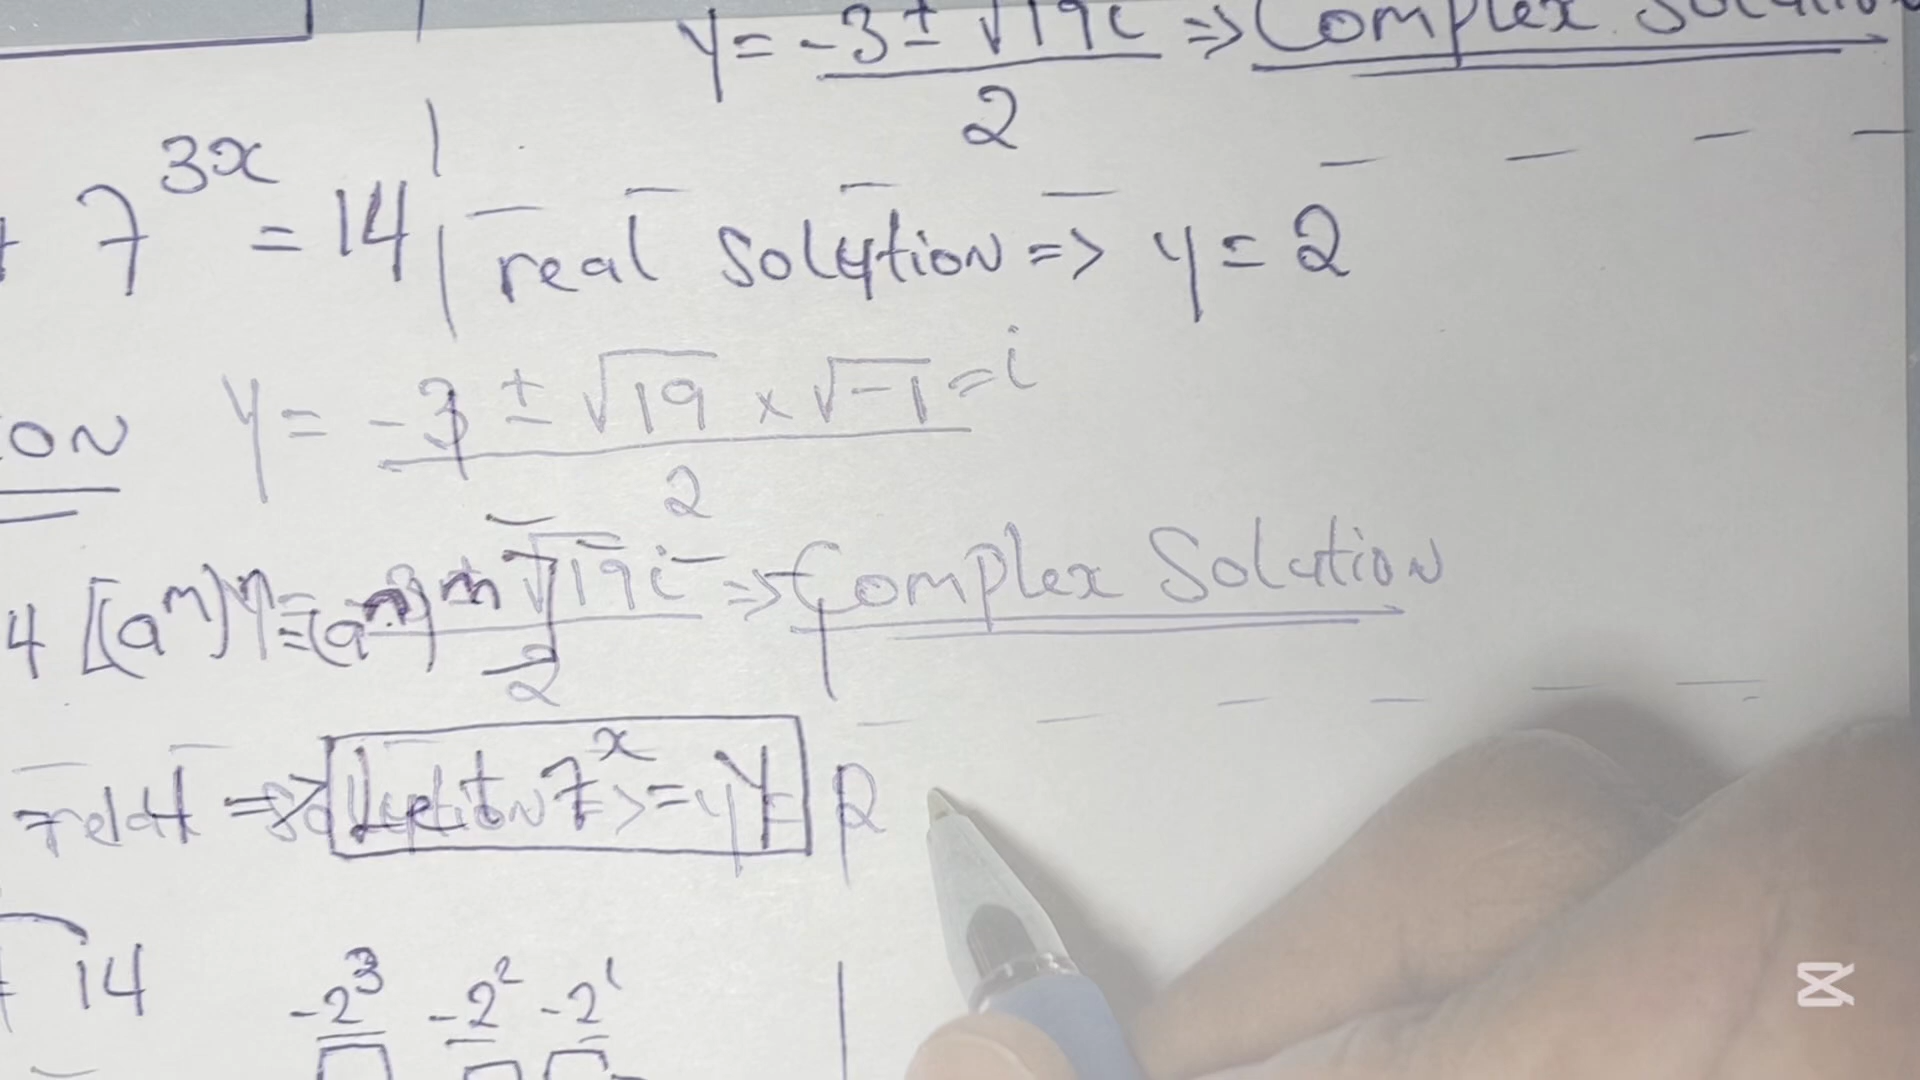 y = -3 ± √19i => Complex Solution
2
7^3x = 14
real Solution => y = 2
y = -3 ± √19 x √-1 = i
2
ON
4 [(a^m)^n = (a^n)^m] √19i => Complex Solution
2
=> Let 7^x = y
14
-2^3 -2^2 -2^1